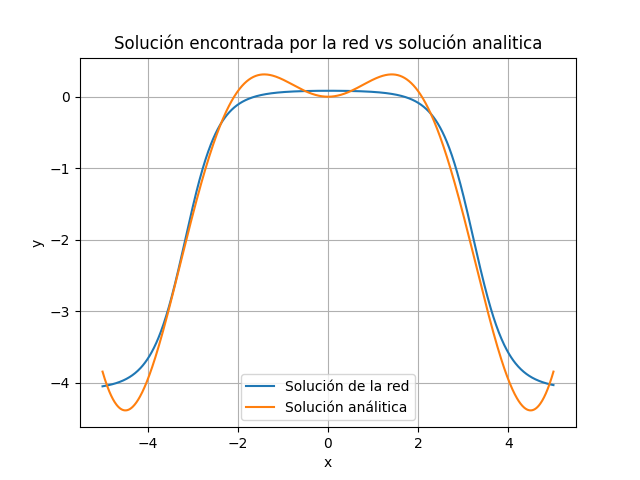 Solución encontrada por la red vs solución analitica
y
0
−1
−2
−3
−4
Solución de la red
Solución análitica
−4
−2
0
2
4
x